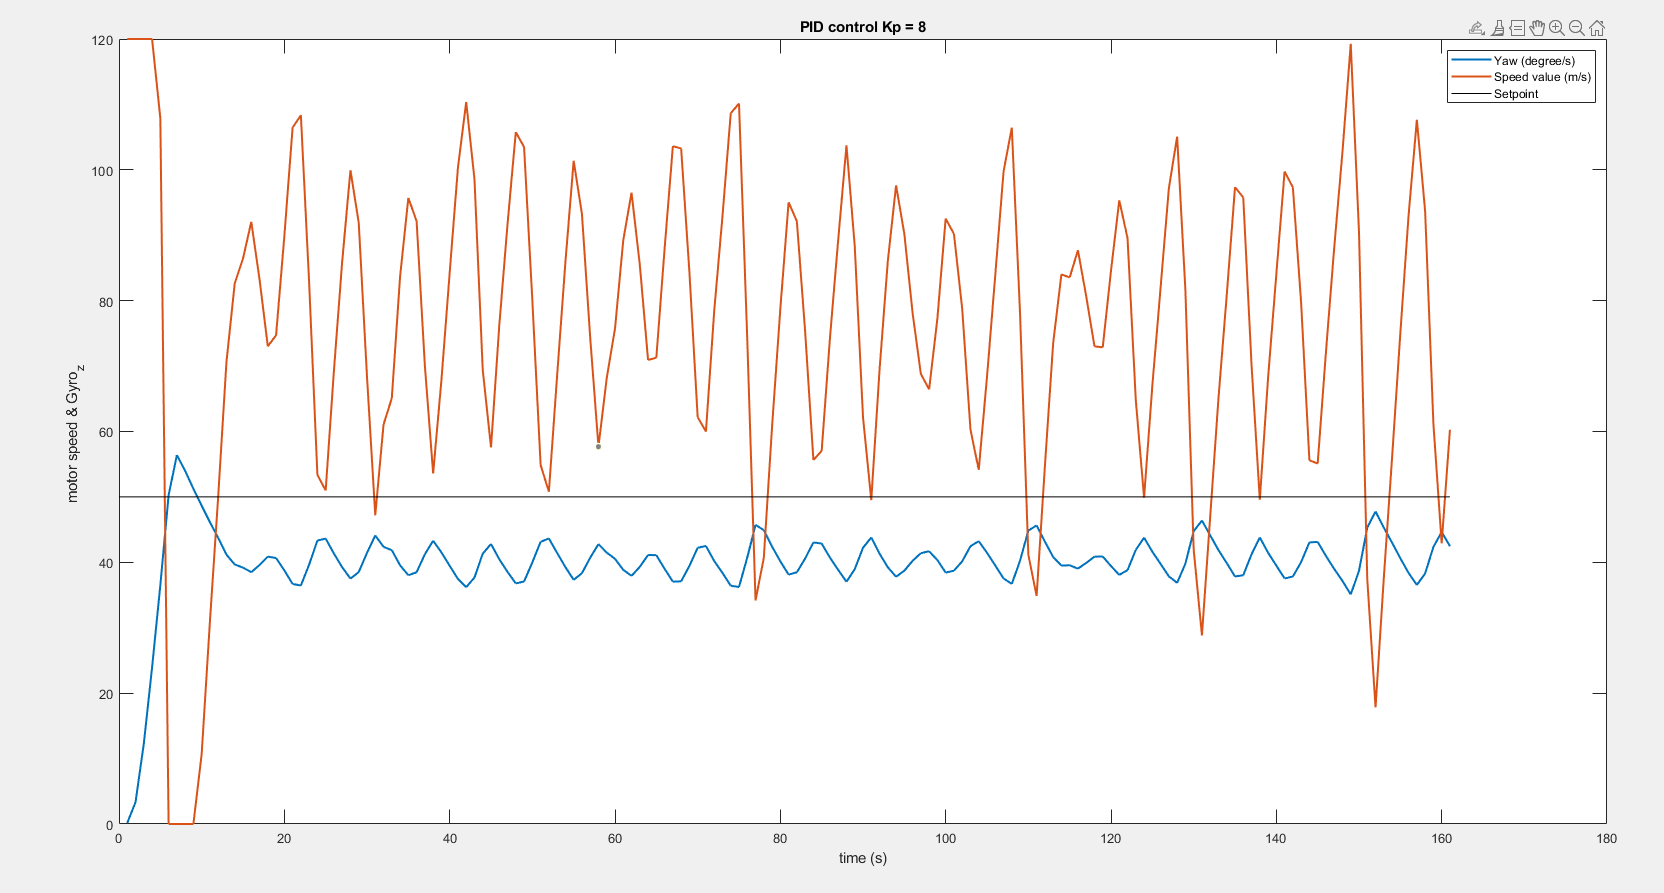 PID control Kp = 8
120
100
80
60
40
20
0
motor speed & Gyro_z
Yaw (degree/s)
Speed value (m/s)
Setpoint
0 20 40 60 80 100 120 140 160 180
time (s)